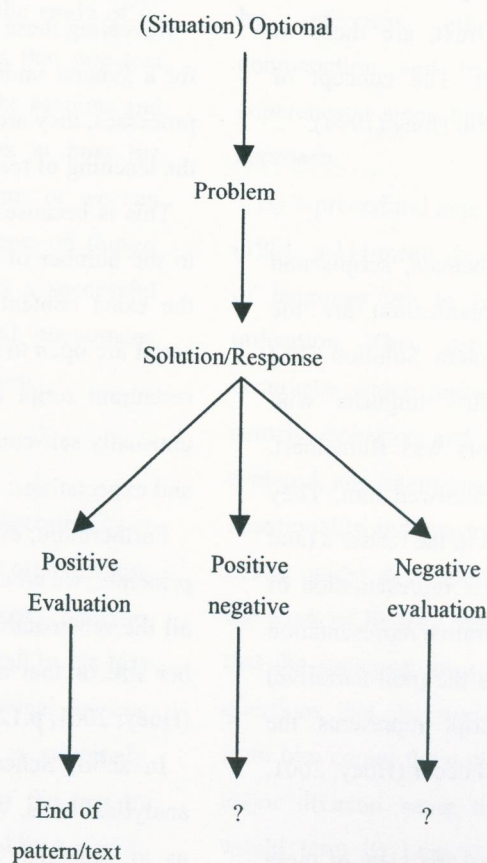 (Situation) Optional
Problem
Solution/Response
Positive
Evaluation
Positive
negative
Negative
evaluation
End of
pattern/text
?
?